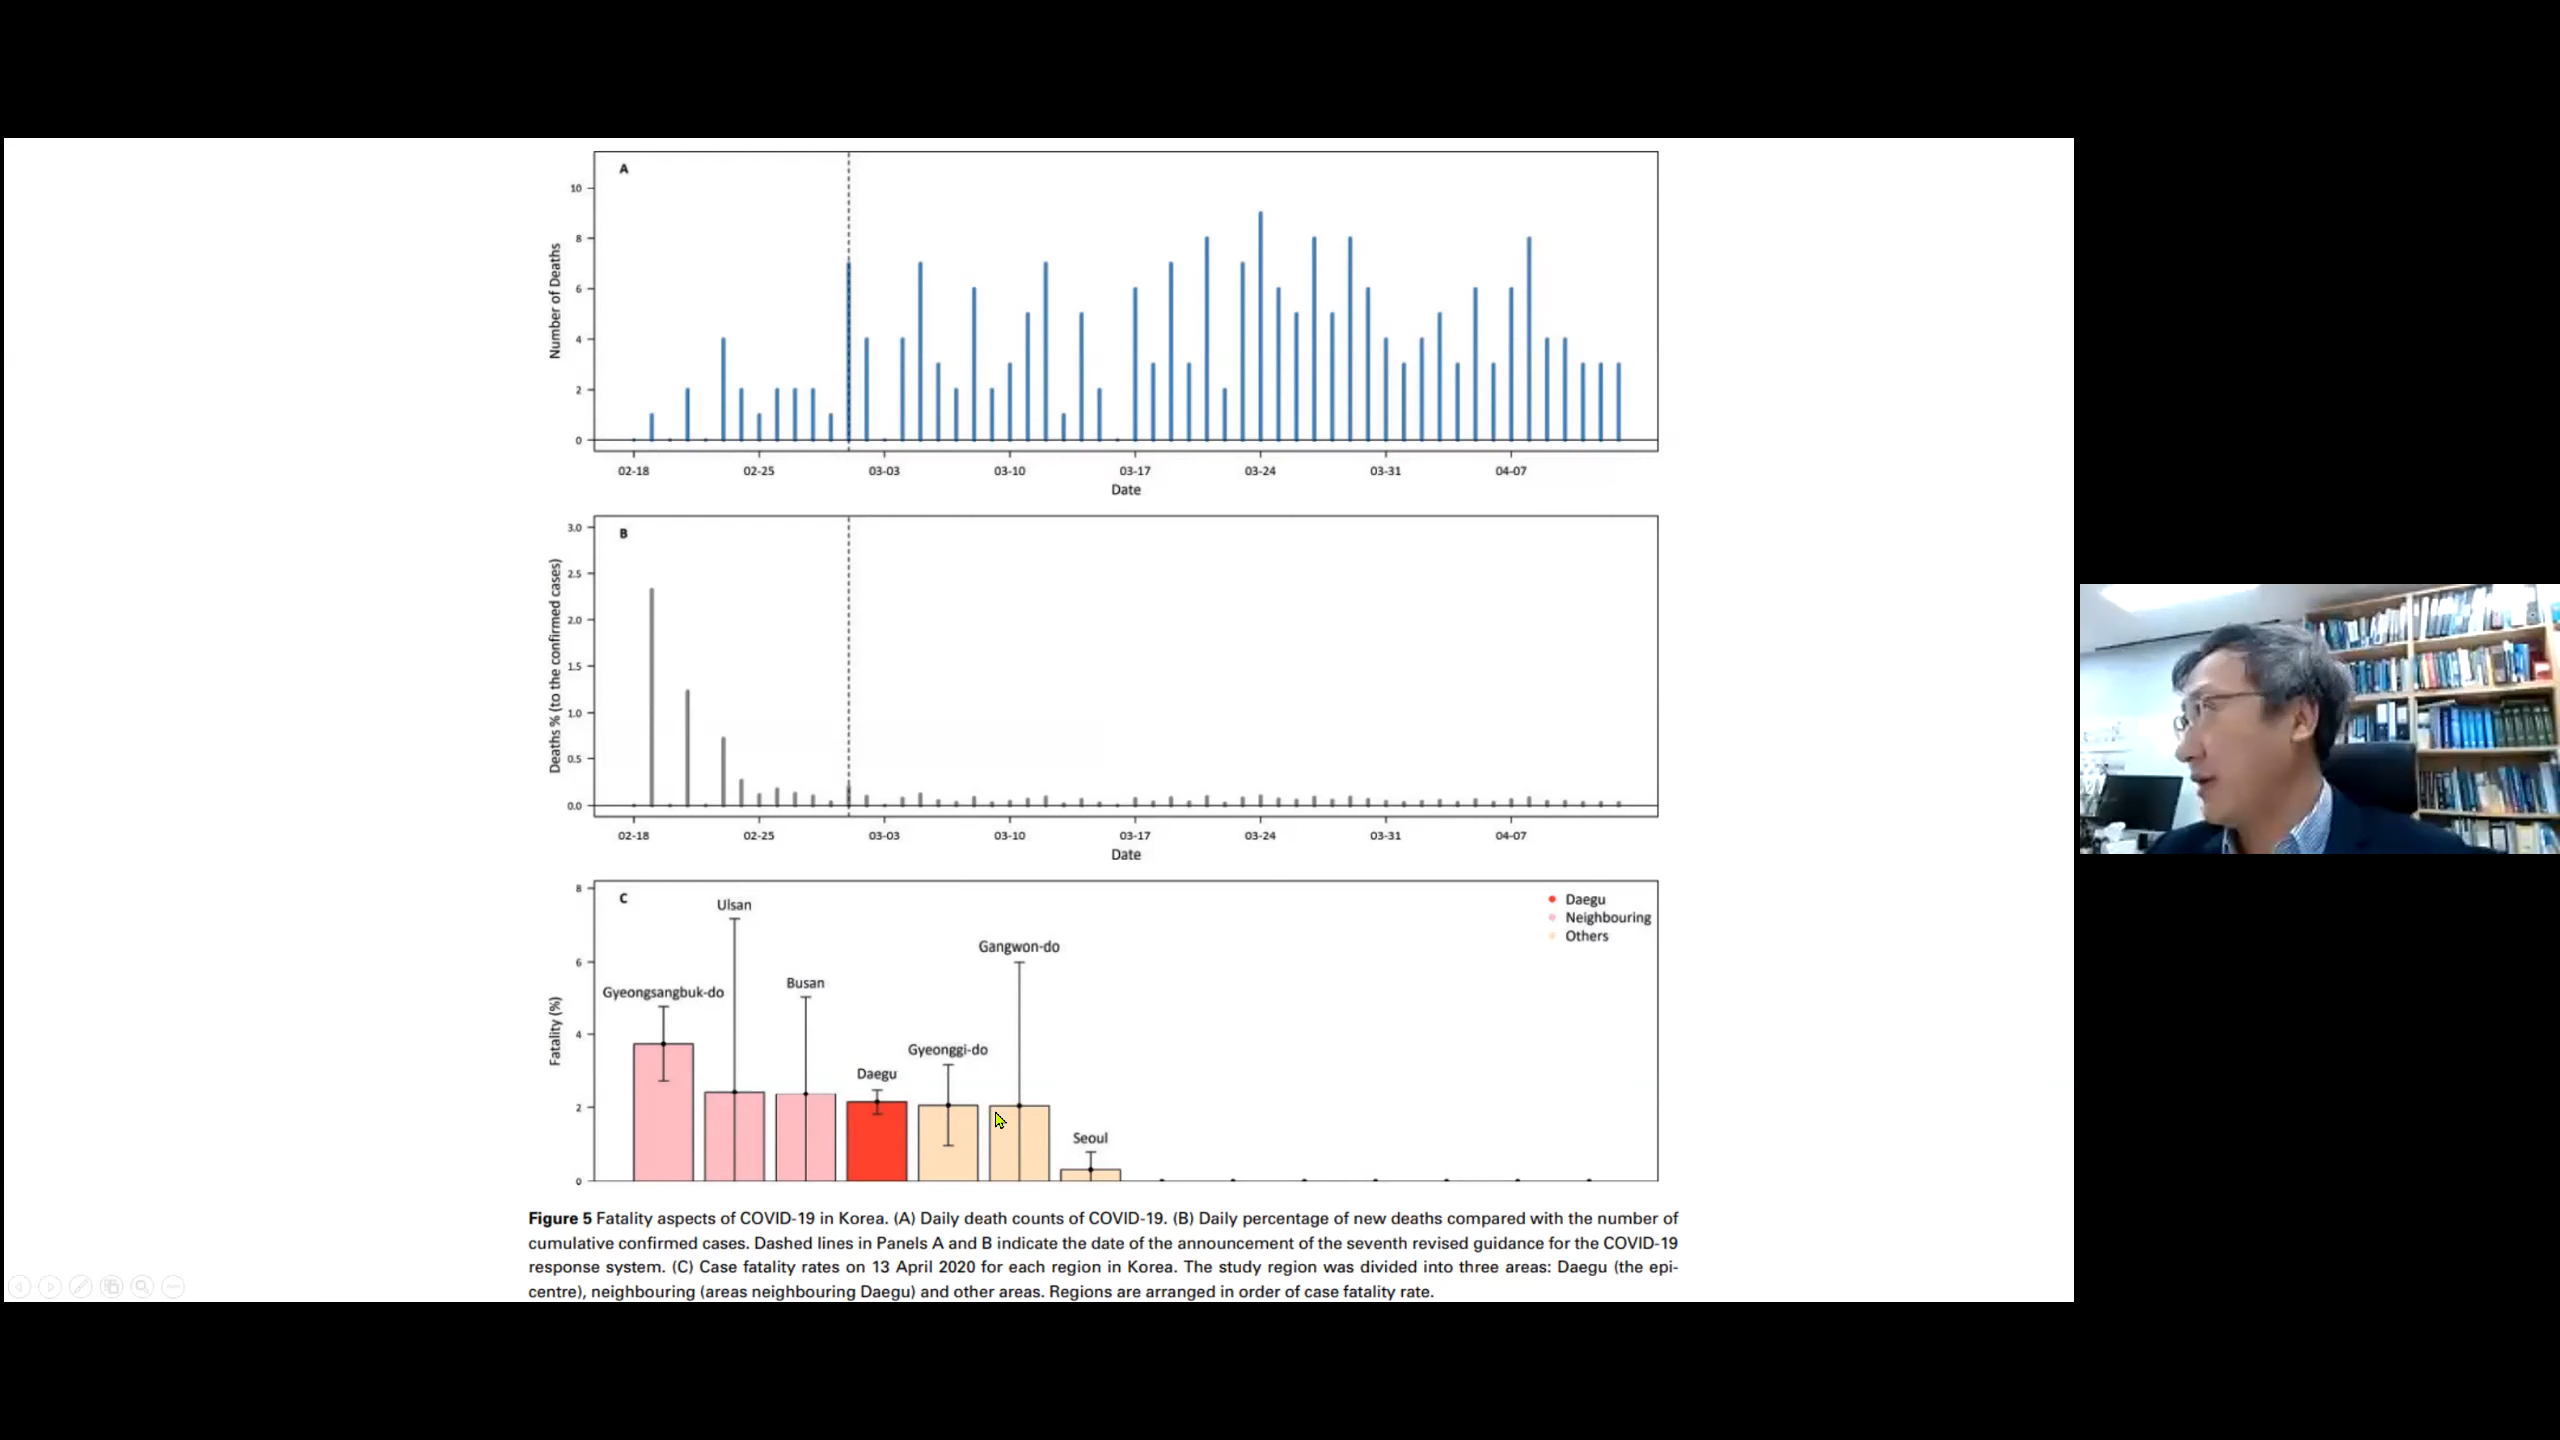 A
10
8
6
4
2
0
Number of Deaths
02-18 02-25 03-03 03-10 03-17 03-24 03-31 04-07
Date
B
3.0
2.5
2.0
1.5
1.0
0.5
0.0
Deaths % (to the confirmed cases)
02-18 02-25 03-03 03-10 03-17 03-24 03-31 04-07
Date
C
8
6
4
2
0
Fatality (%)
Gyeongsangbuk-do
Ulsan
Busan
Daegu
Gyeonggi-do
Gangwon-do
Seoul
Daegu
Neighbouring
Others
Figure 5 Fatality aspects of COVID-19 in Korea. (A) Daily death counts of COVID-19. (B) Daily percentage of new deaths compared with the number of
cumulative confirmed cases. Dashed lines in Panels A and B indicate the date of the announcement of the seventh revised guidance for the COVID-19
response system. (C) Case fatality rates on 13 April 2020 for each region in Korea. The study region was divided into three areas: Daegu (the epi-
centre), neighbouring (areas neighbouring Daegu) and other areas. Regions are arranged in order of case fatality rate.